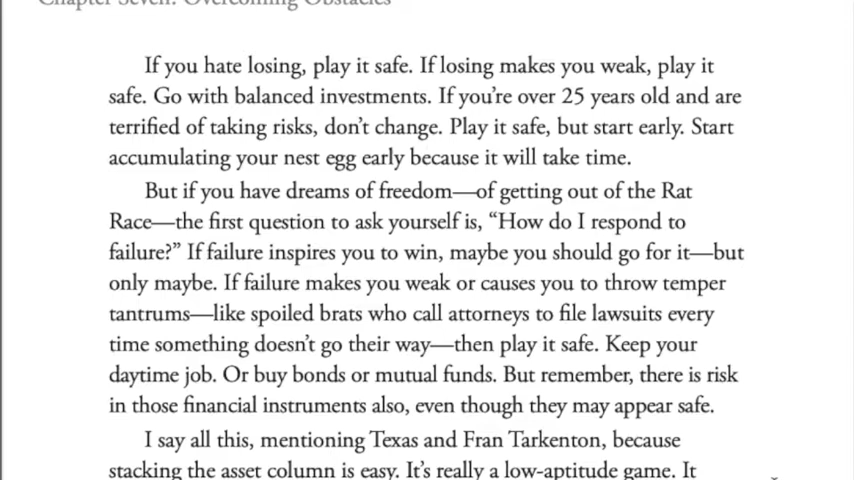 Chapter Seven: Overcoming Obstacles
If you hate losing, play it safe. If losing makes you weak, play it
safe. Go with balanced investments. If you’re over 25 years old and are
terrified of taking risks, don’t change. Play it safe, but start early. Start
accumulating your nest egg early because it will take time.
But if you have dreams of freedom—of getting out of the Rat
Race—the first question to ask yourself is, “How do I respond to
failure?” If failure inspires you to win, maybe you should go for it—but
only maybe. If failure makes you weak or causes you to throw temper
tantrums—like spoiled brats who call attorneys to file lawsuits every
time something doesn’t go their way—then play it safe. Keep your
daytime job. Or buy bonds or mutual funds. But remember, there is risk
in those financial instruments also, even though they may appear safe.
I say all this, mentioning Texas and Fran Tarkenton, because
stacking the asset column is easy. It’s really a low-aptitude game. It